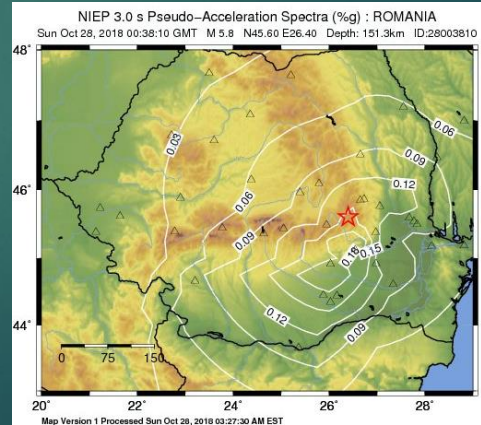 NIEP 3.0 s Pseudo-Acceleration Spectra (%g) : ROMANIA
Sun Oct 28, 2018 00:38:10 GMT M 5.8 N45.60 E26.40 Depth: 151.3km ID:28003810
48°
0.03
0.06
0.09
0.12
46°
0.06
0.09
0.15
0.18
44°
0.12
0.09
0 75 150
20° 22° 24° 26° 28°
Map Version 1 Processed Sun Oct 28, 2018 03:27:30 AM EST